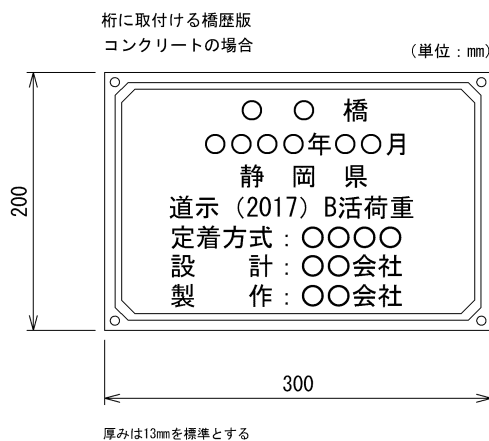 桁に取付ける橋歴版
コンクリートの場合
（単位：mm）
○　○　橋
○○○○年○○月
静　岡　県
道示（2017）B活荷重
定着方式：○○○○
設　　計：○○会社
製　　作：○○会社
200
300
厚みは13mmを標準とする